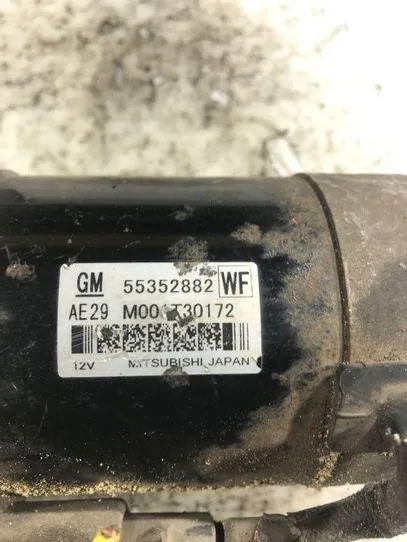 GM 55352882 WF
AE29
12V MITSUBISHI JAPAN